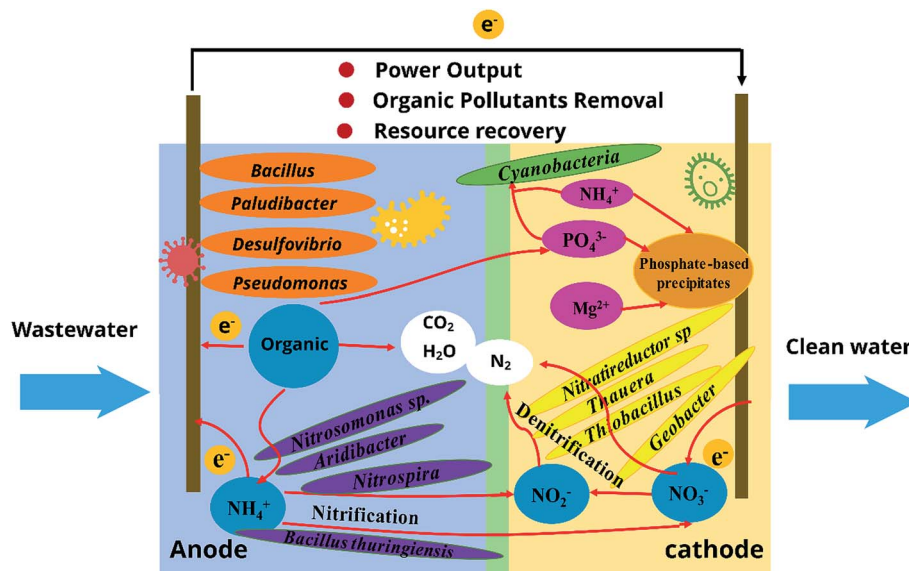 e⁻
Power Output
Organic Pollutants Removal
Resource recovery
Bacillus
Paludibacter
Desulfovibrio
Pseudomonas
Cyanobacteria
NH₄⁺
PO₄³⁻
Phosphate-based
precipitates
Mg²⁺
Wastewater
e⁻
Organic
CO₂
H₂O
N₂
Clean water
Nitratireductor sp
Thauera
Thobacillus
Geobacter
Denitrification
Nitrosomonas sp.
Aridibacter
Nitrospira
e⁻
NH₄⁺
Nitrification
NO₂⁻
NO₃⁻
e⁻
Bacillus thuringiensis
Anode
cathode